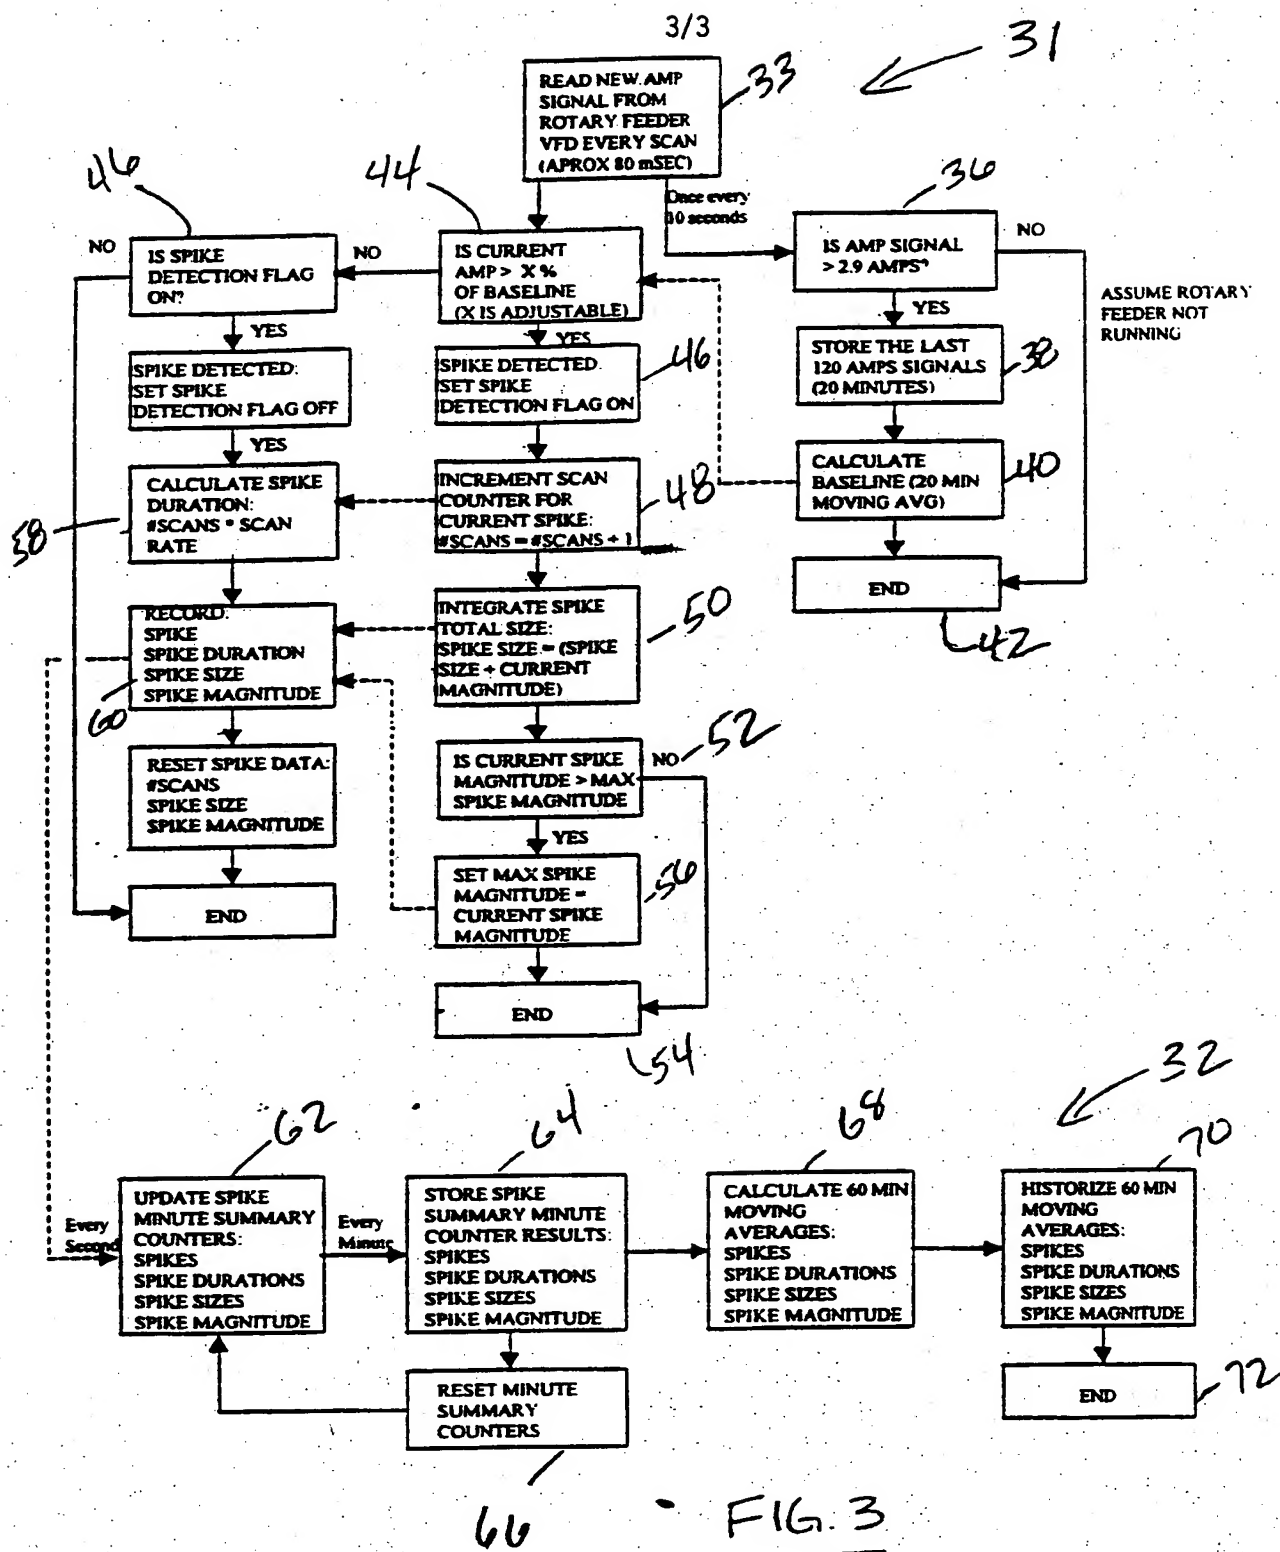 3/3
31
READ NEW AMP
SIGNAL FROM
ROTARY FEEDER
VFD EVERY SCAN
(APROX 80 mSEC)
33
46
44
Once every
10 seconds
36
NO
IS SPIKE
DETECTION FLAG
ON?
NO
IS CURRENT
AMP > X %
OF BASELINE
(X IS ADJUSTABLE)
IS AMP SIGNAL
> 2.9 AMPS?
NO
ASSUME ROTARY
FEEDER NOT
RUNNING
YES
YES
YES
SPIKE DETECTED:
SET SPIKE
DETECTION FLAG OFF
SPIKE DETECTED
SET SPIKE
DETECTION FLAG ON
46
STORE THE LAST
120 AMPS SIGNALS
(20 MINUTES)
38
YES
CALCULATE SPIKE
DURATION:
#SCANS * SCAN
RATE
58
INCREMENT SCAN
COUNTER FOR
CURRENT SPIKE:
#SCANS = #SCANS + 1
48
CALCULATE
BASELINE (20 MIN
MOVING AVG)
40
END
42
RECORD:
SPIKE
SPIKE DURATION
SPIKE SIZE
SPIKE MAGNITUDE
60
INTEGRATE SPIKE
TOTAL SIZE:
SPIKE SIZE = (SPIKE
SIZE + CURRENT
MAGNITUDE)
50
RESET SPIKE DATA:
#SCANS
SPIKE SIZE
SPIKE MAGNITUDE
IS CURRENT SPIKE
MAGNITUDE > MAX
SPIKE MAGNITUDE
NO
52
YES
END
SET MAX SPIKE
MAGNITUDE =
CURRENT SPIKE
MAGNITUDE
56
END
54
32
62
64
68
70
Every
Second
UPDATE SPIKE
MINUTE SUMMARY
COUNTERS:
SPIKES
SPIKE DURATIONS
SPIKE SIZES
SPIKE MAGNITUDE
Every
Minute
STORE SPIKE
SUMMARY MINUTE
COUNTER RESULTS:
SPIKES
SPIKE DURATIONS
SPIKE SIZES
SPIKE MAGNITUDE
CALCULATE 60 MIN
MOVING
AVERAGES:
SPIKES
SPIKE DURATIONS
SPIKE SIZES
SPIKE MAGNITUDE
HISTORIZE 60 MIN
MOVING
AVERAGES:
SPIKES
SPIKE DURATIONS
SPIKE SIZES
SPIKE MAGNITUDE
RESET MINUTE
SUMMARY
COUNTERS
66
END
72
FIG. 3